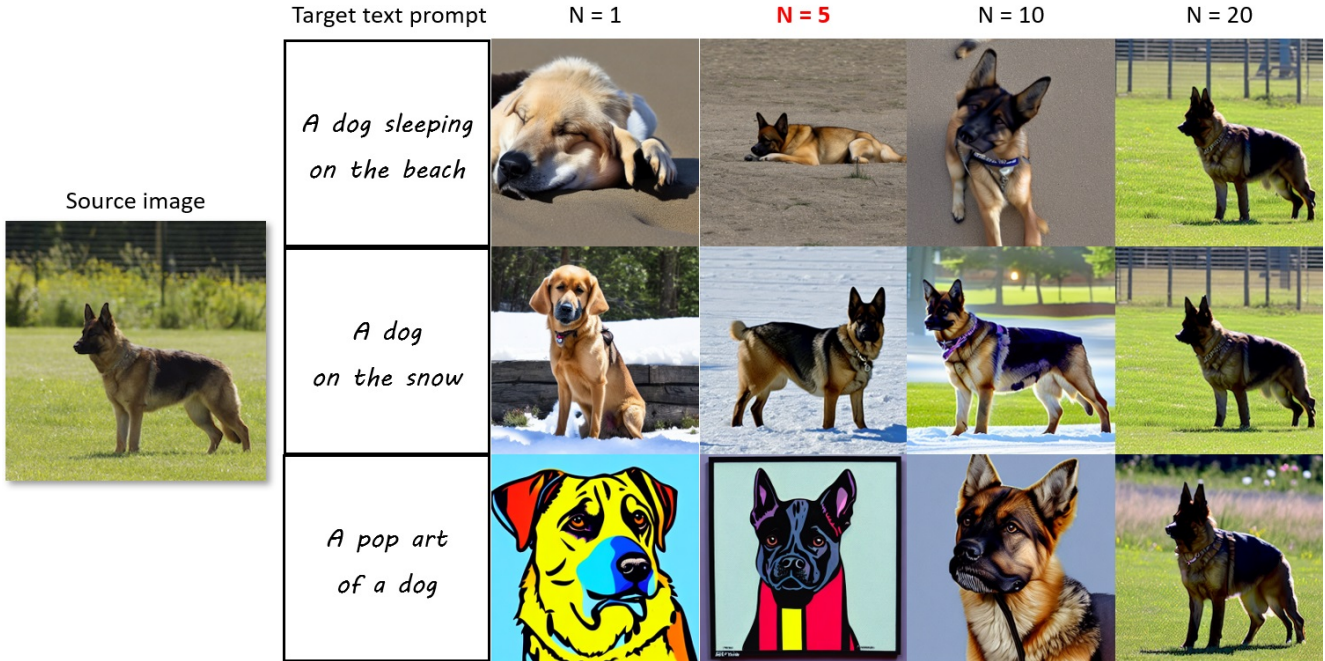 Target text prompt N = 1 N = 5 N = 10 N = 20
Source image
A dog sleeping
on the beach
A dog
on the snow
A pop art
of a dog